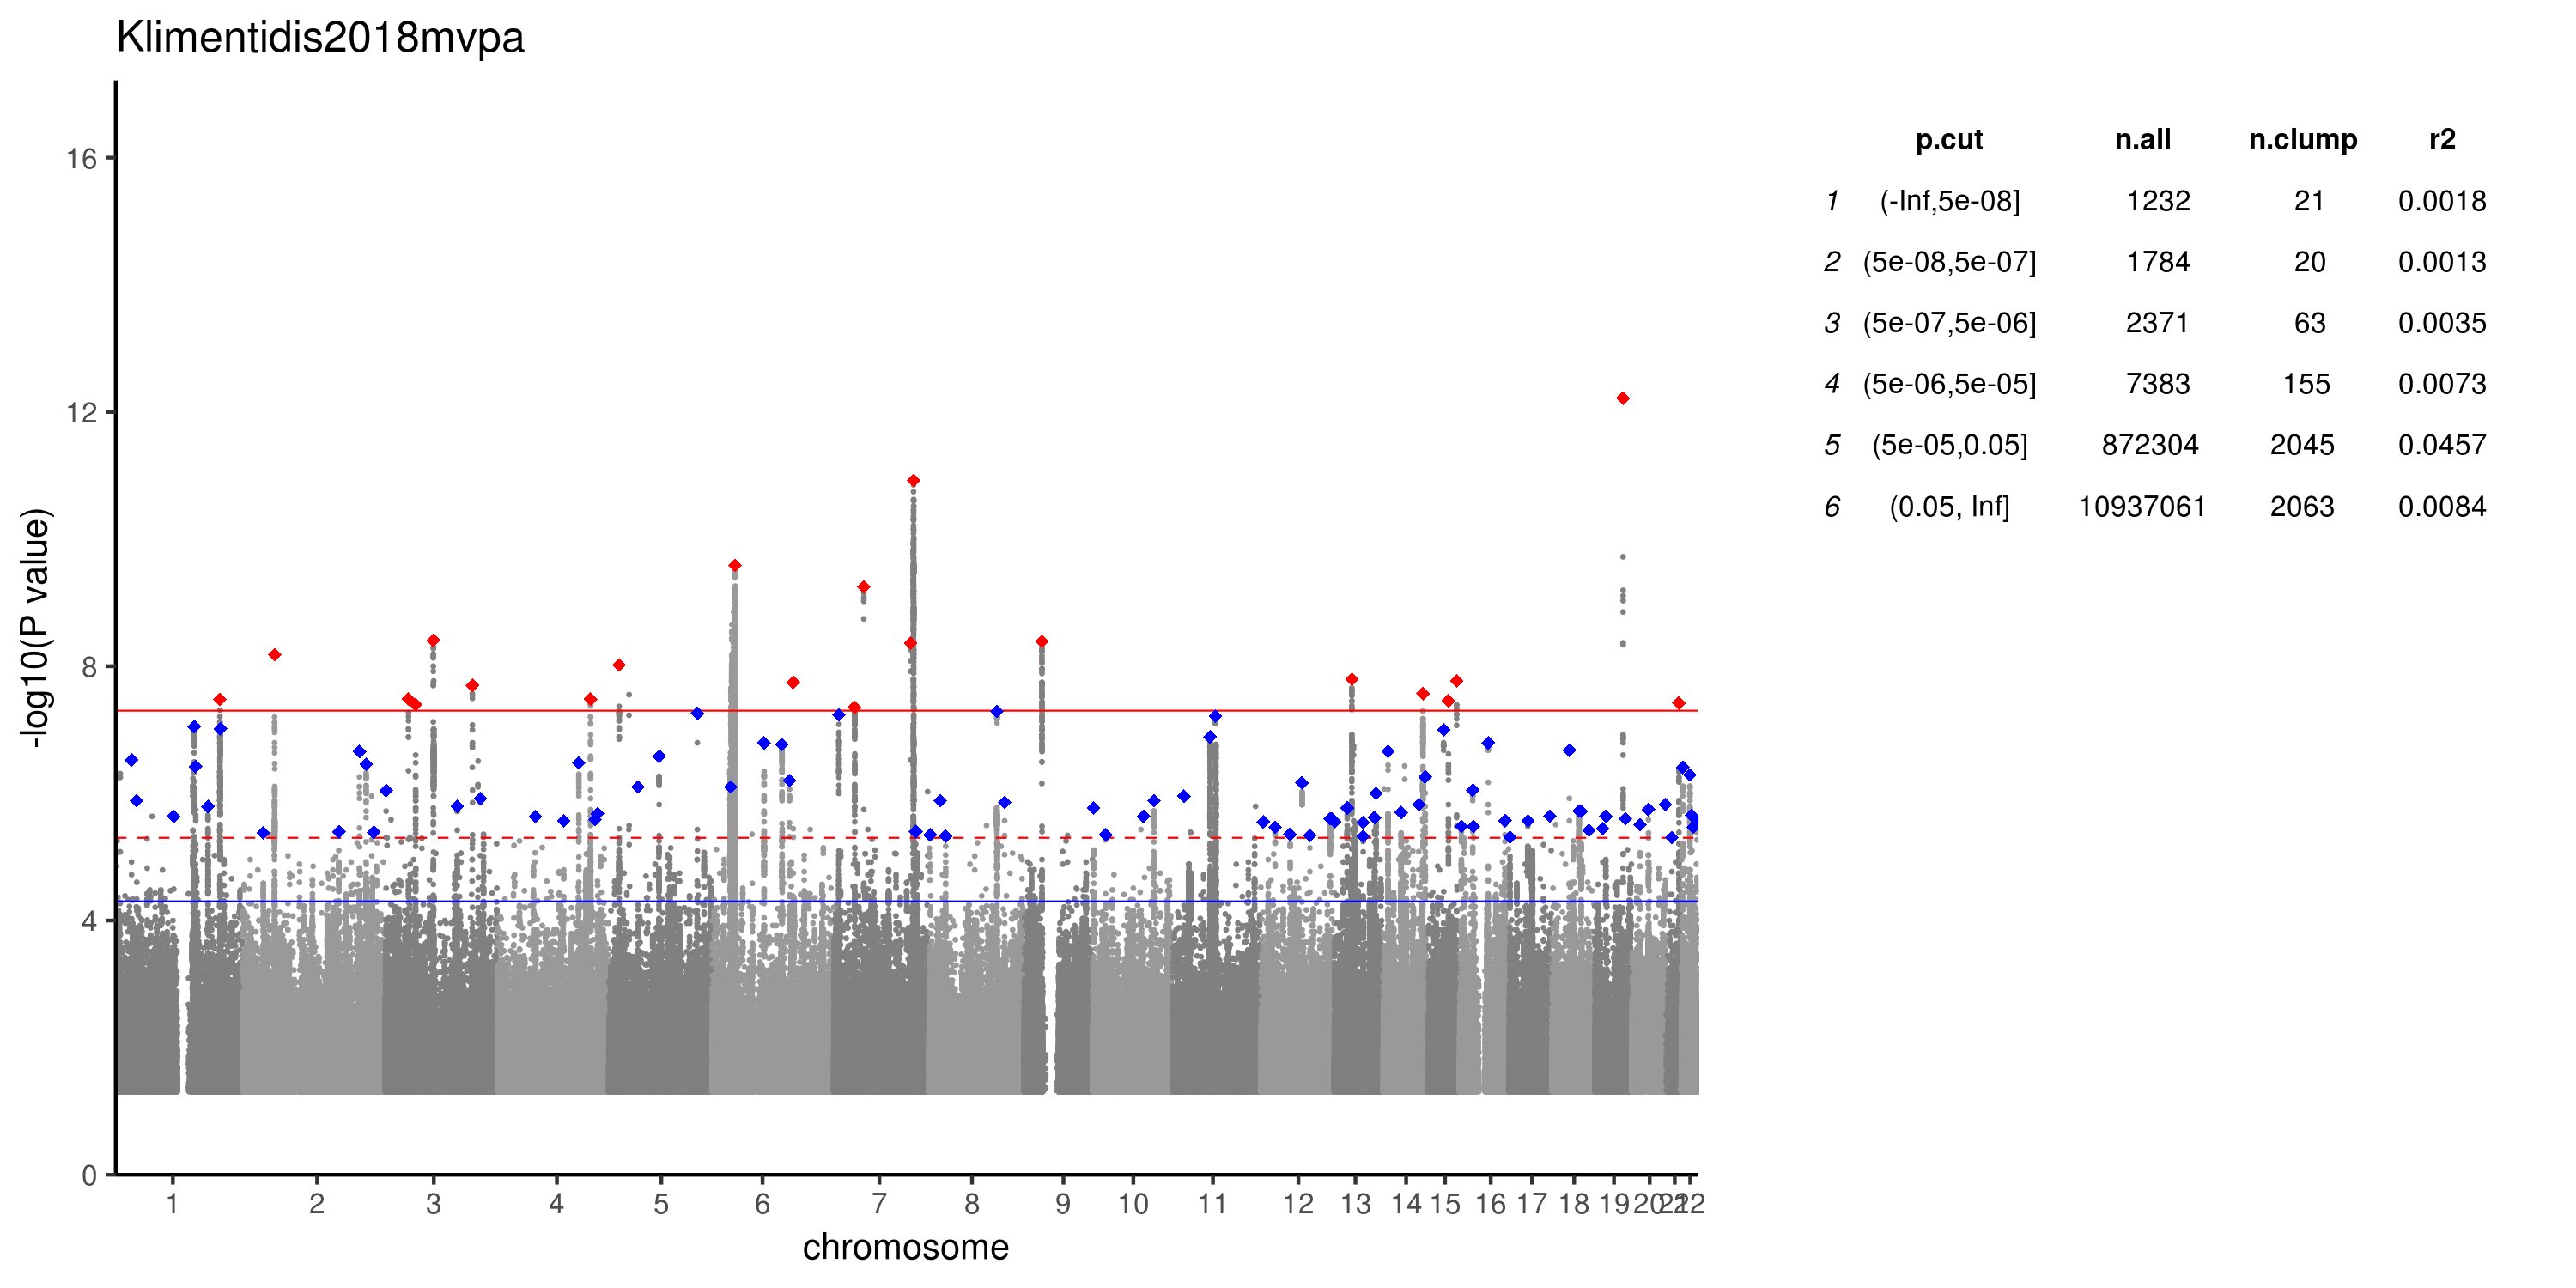 Klimentidis2018mvpa
p.cut n.all n.clump r2
1 (-Inf,5e-08] 1232 21 0.0018
2 (5e-08,5e-07] 1784 20 0.0013
3 (5e-07,5e-06] 2371 63 0.0035
4 (5e-06,5e-05] 7383 155 0.0073
5 (5e-05,0.05] 872304 2045 0.0457
6 (0.05, Inf] 10937061 2063 0.0084
16
12
8
4
0
-log10(P value)
1 2 3 4 5 6 7 8 9 10 11 12 13 14 15 16 17 18 19 20 21 22
chromosome